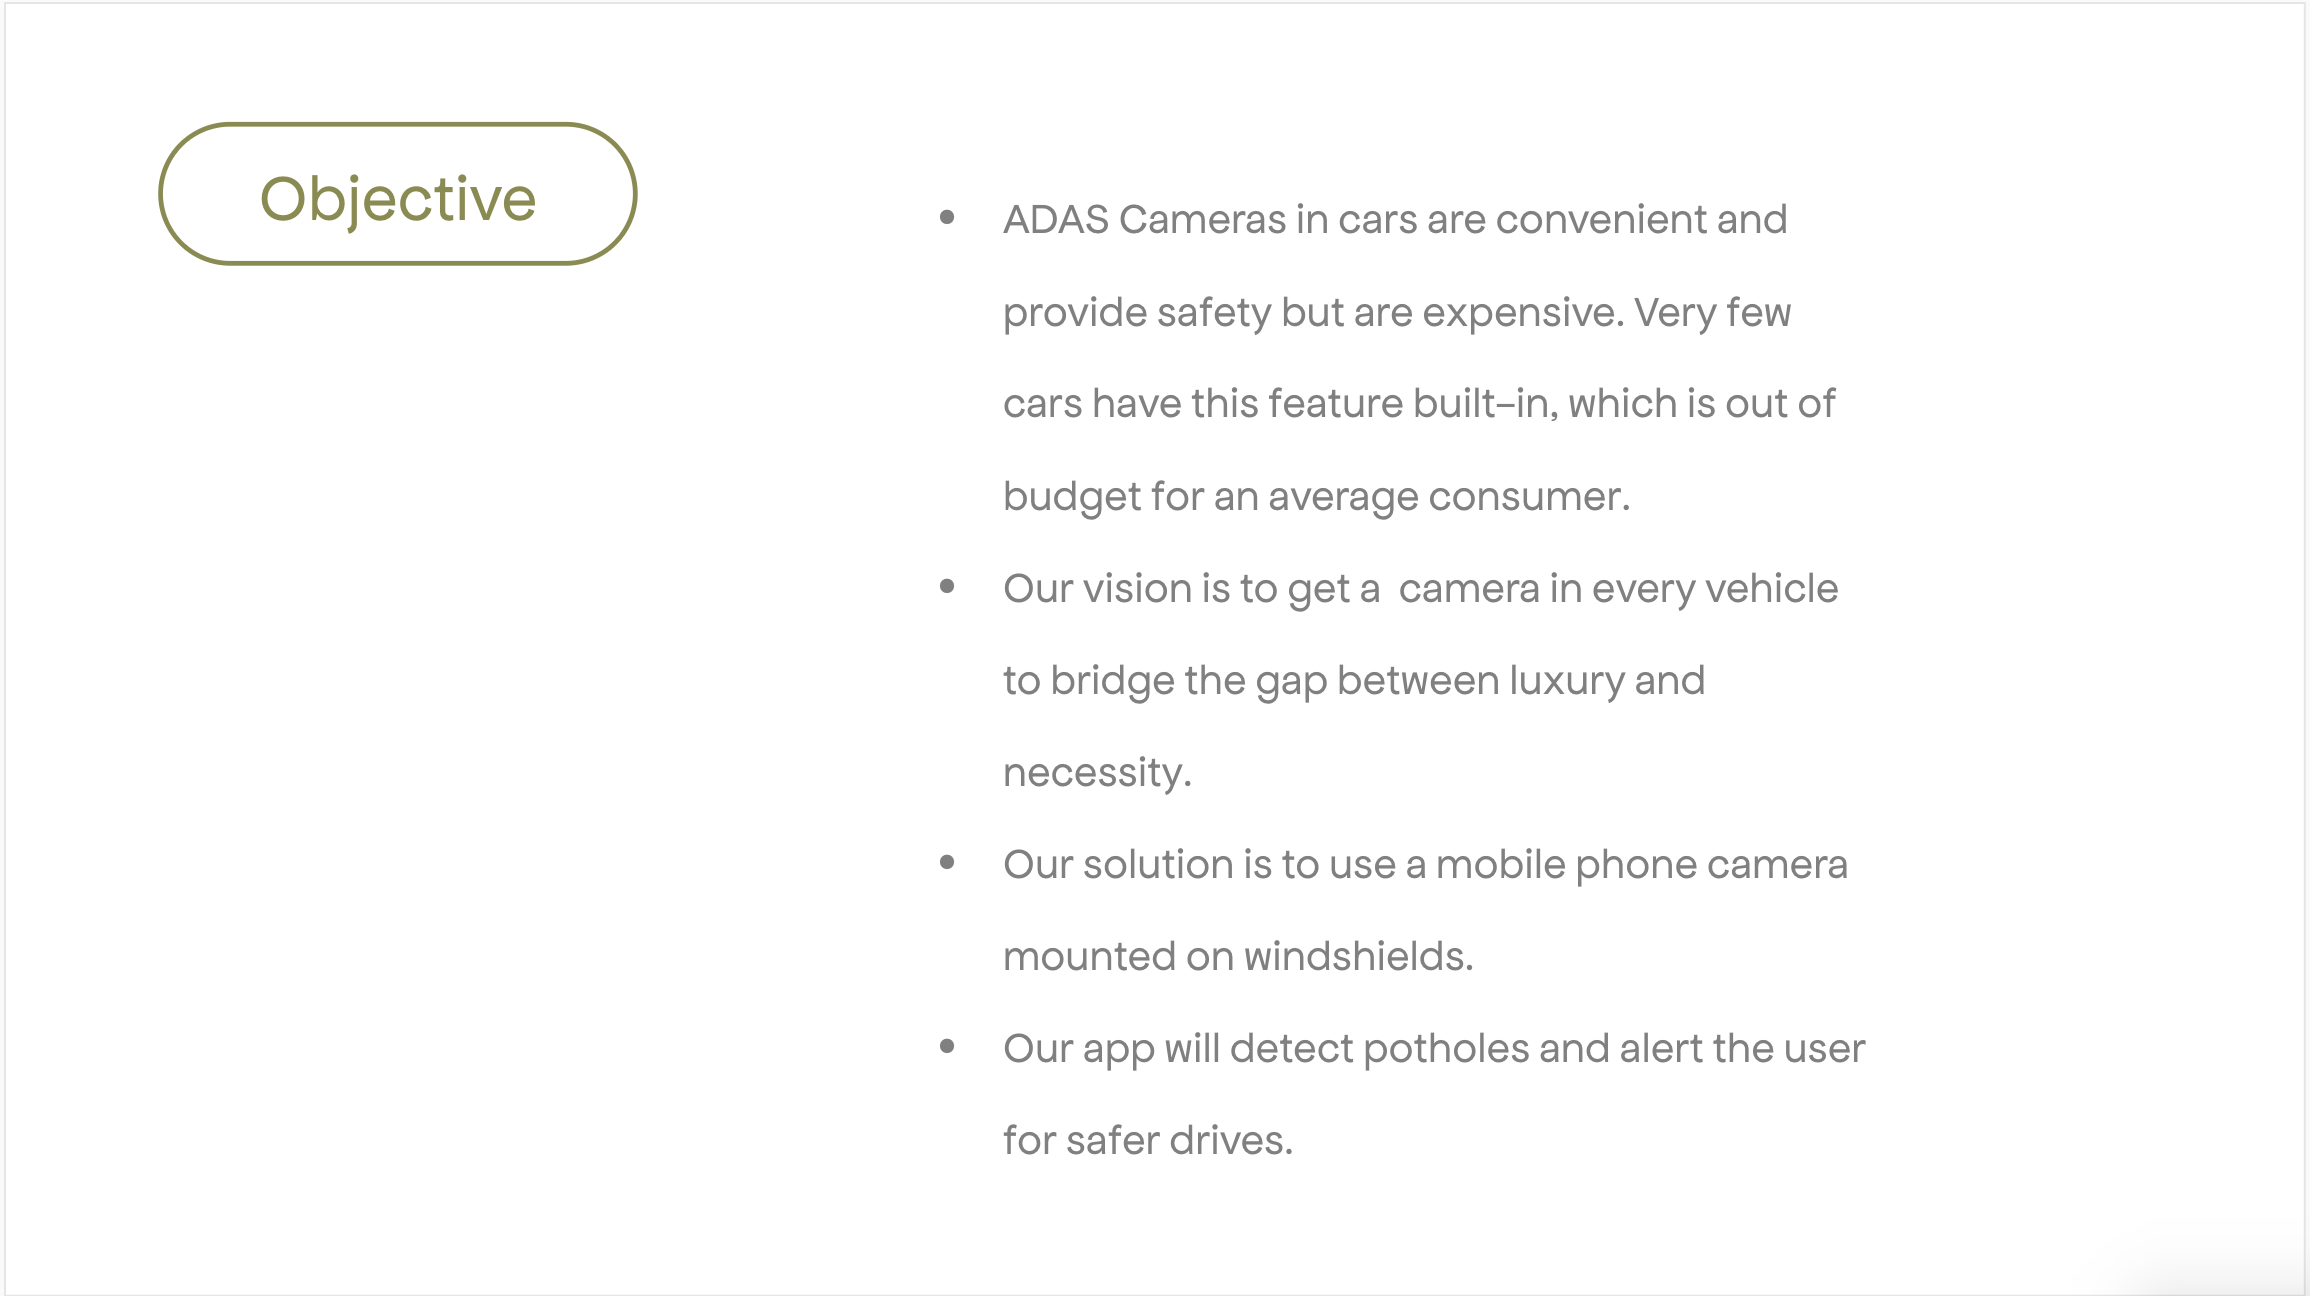 Objective
• ADAS Cameras in cars are convenient and
provide safety but are expensive. Very few
cars have this feature built–in, which is out of
budget for an average consumer.
• Our vision is to get a  camera in every vehicle
to bridge the gap between luxury and
necessity.
• Our solution is to use a mobile phone camera
mounted on windshields.
• Our app will detect potholes and alert the user
for safer drives.